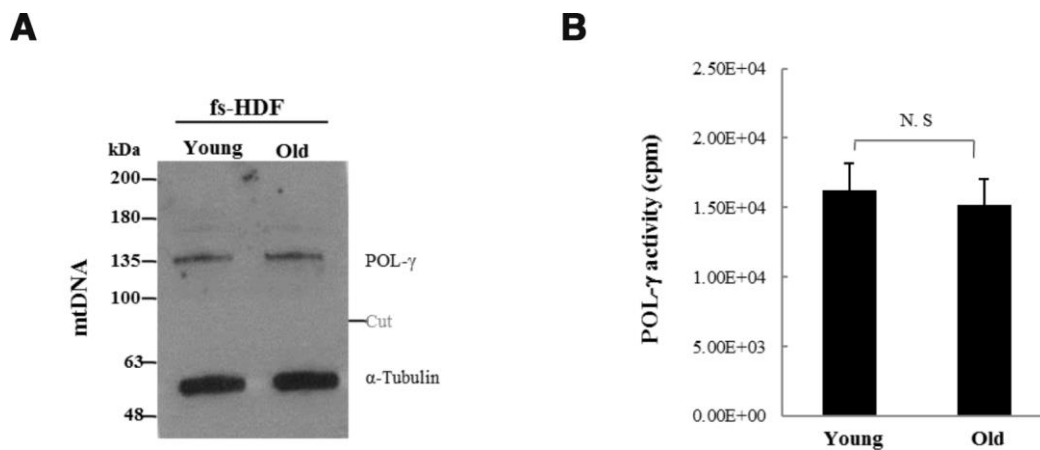 A
fs-HDF
kDa
Young
Old
200
180
135
POL-γ
100
Cut
63
α-Tubulin
48
mtDNA
B
2.50E+04
2.00E+04
N. S
1.50E+04
1.00E+04
5.00E+03
0.00E+00
POL-γ activity (cpm)
Young
Old